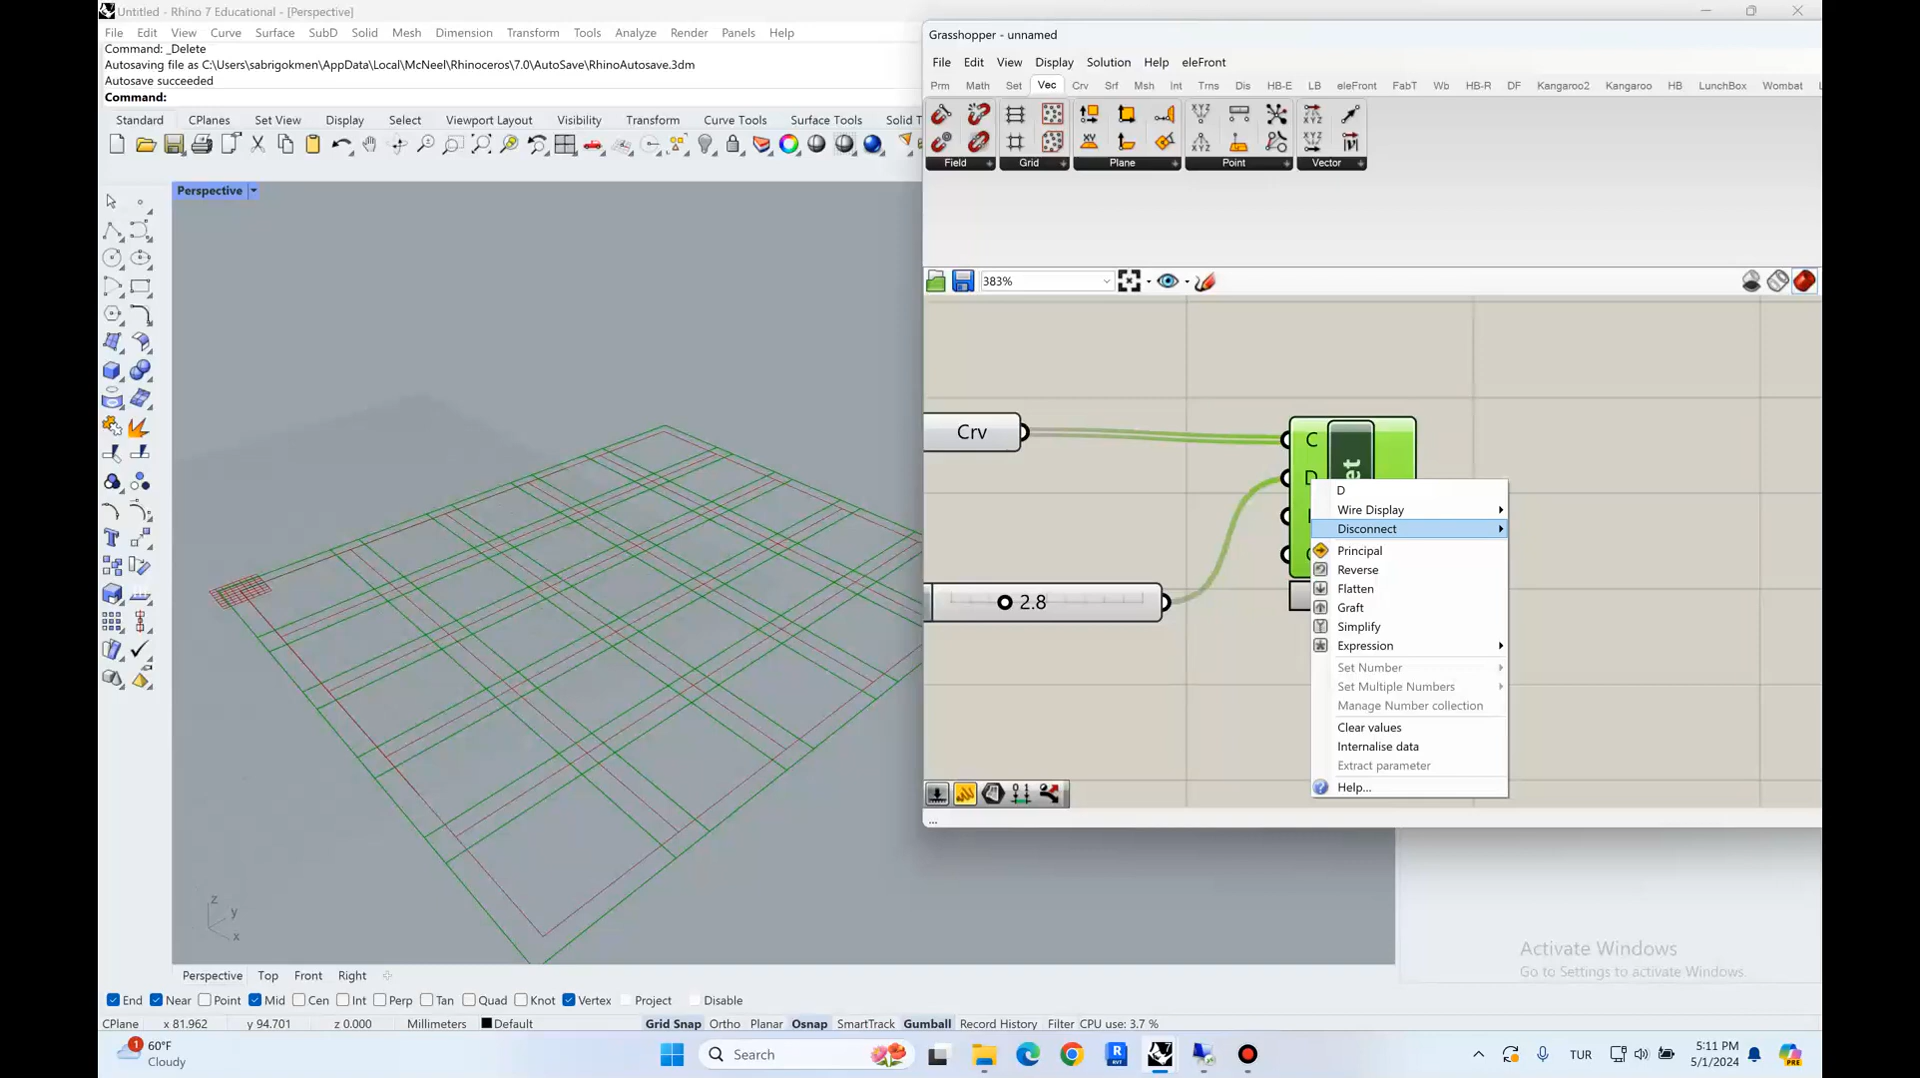 Untitled - Rhino 7 Educational - [Perspective]
File Edit View Curve Surface SubD Solid Mesh Dimension Transform Tools Analyze Render Panels Help
Command: _Delete
Autosaving file as C:\Users\sabrigokmen\AppData\Local\McNeel\Rhinoceros\7.0\AutoSave\RhinoAutosave.3dm
Autosave succeeded
Command:
Standard CPlanes Set View Display Select Viewport Layout Visibility Transform Curve Tools Surface Tools Solid T
Perspective
Grasshopper - unnamed
File Edit View Display Solution Help eleFront
Prm Math Set Vec Crv Srf Msh Int Trns Dis HB-E LB eleFront FabT Wb HB-R DF Kangaroo2 Kangaroo HB LunchBox Wombat
Field Grid Plane Point Vector
383%
Crv
C
D
2.8
D
Wire Display
Disconnect
Principal
Reverse
Flatten
Graft
Simplify
Expression
Set Number
Set Multiple Numbers
Manage Number collection
Clear values
Internalise data
Extract parameter
Help...
...
z
y
x
Activate Windows
Go to Settings to activate Windows.
Perspective Top Front Right
End Near Point Mid Cen Int Perp Tan Quad Knot Vertex Project Disable
CPlane x 81.962 y 94.701 z 0.000 Millimeters Default Grid Snap Ortho Planar Osnap SmartTrack Gumball Record History Filter CPU use: 3.7 %
1
60°F
Cloudy
Search
TUR
5:11 PM
5/1/2024